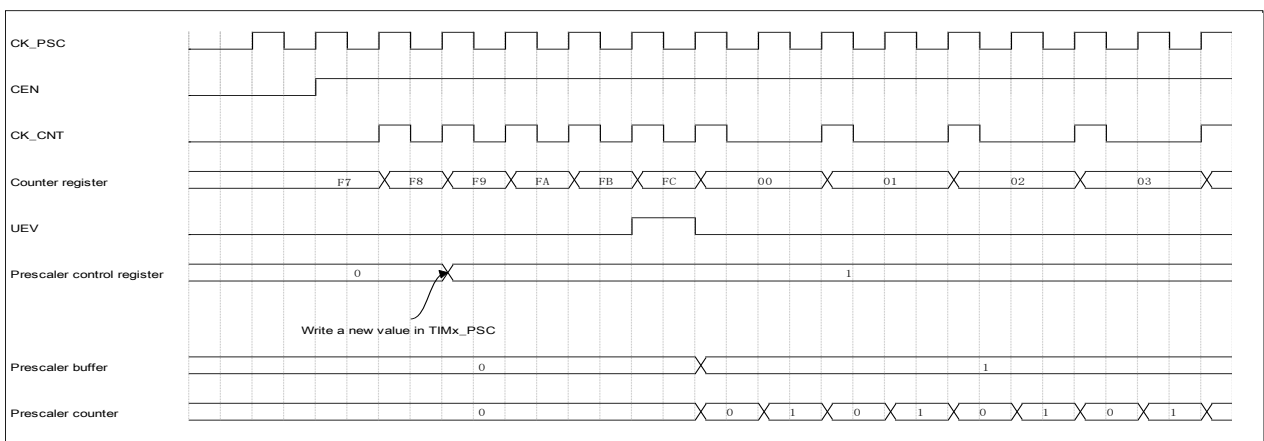 CK_PSC
CEN
CK_CNT
Counter register F7 F8 F9 FA FB FC 00 01 02 03
UEV
Prescaler control register 0 1
Write a new value in TIMx_PSC
Prescaler buffer 0 1
Prescaler counter 0 0 1 0 1 0 1 0 1